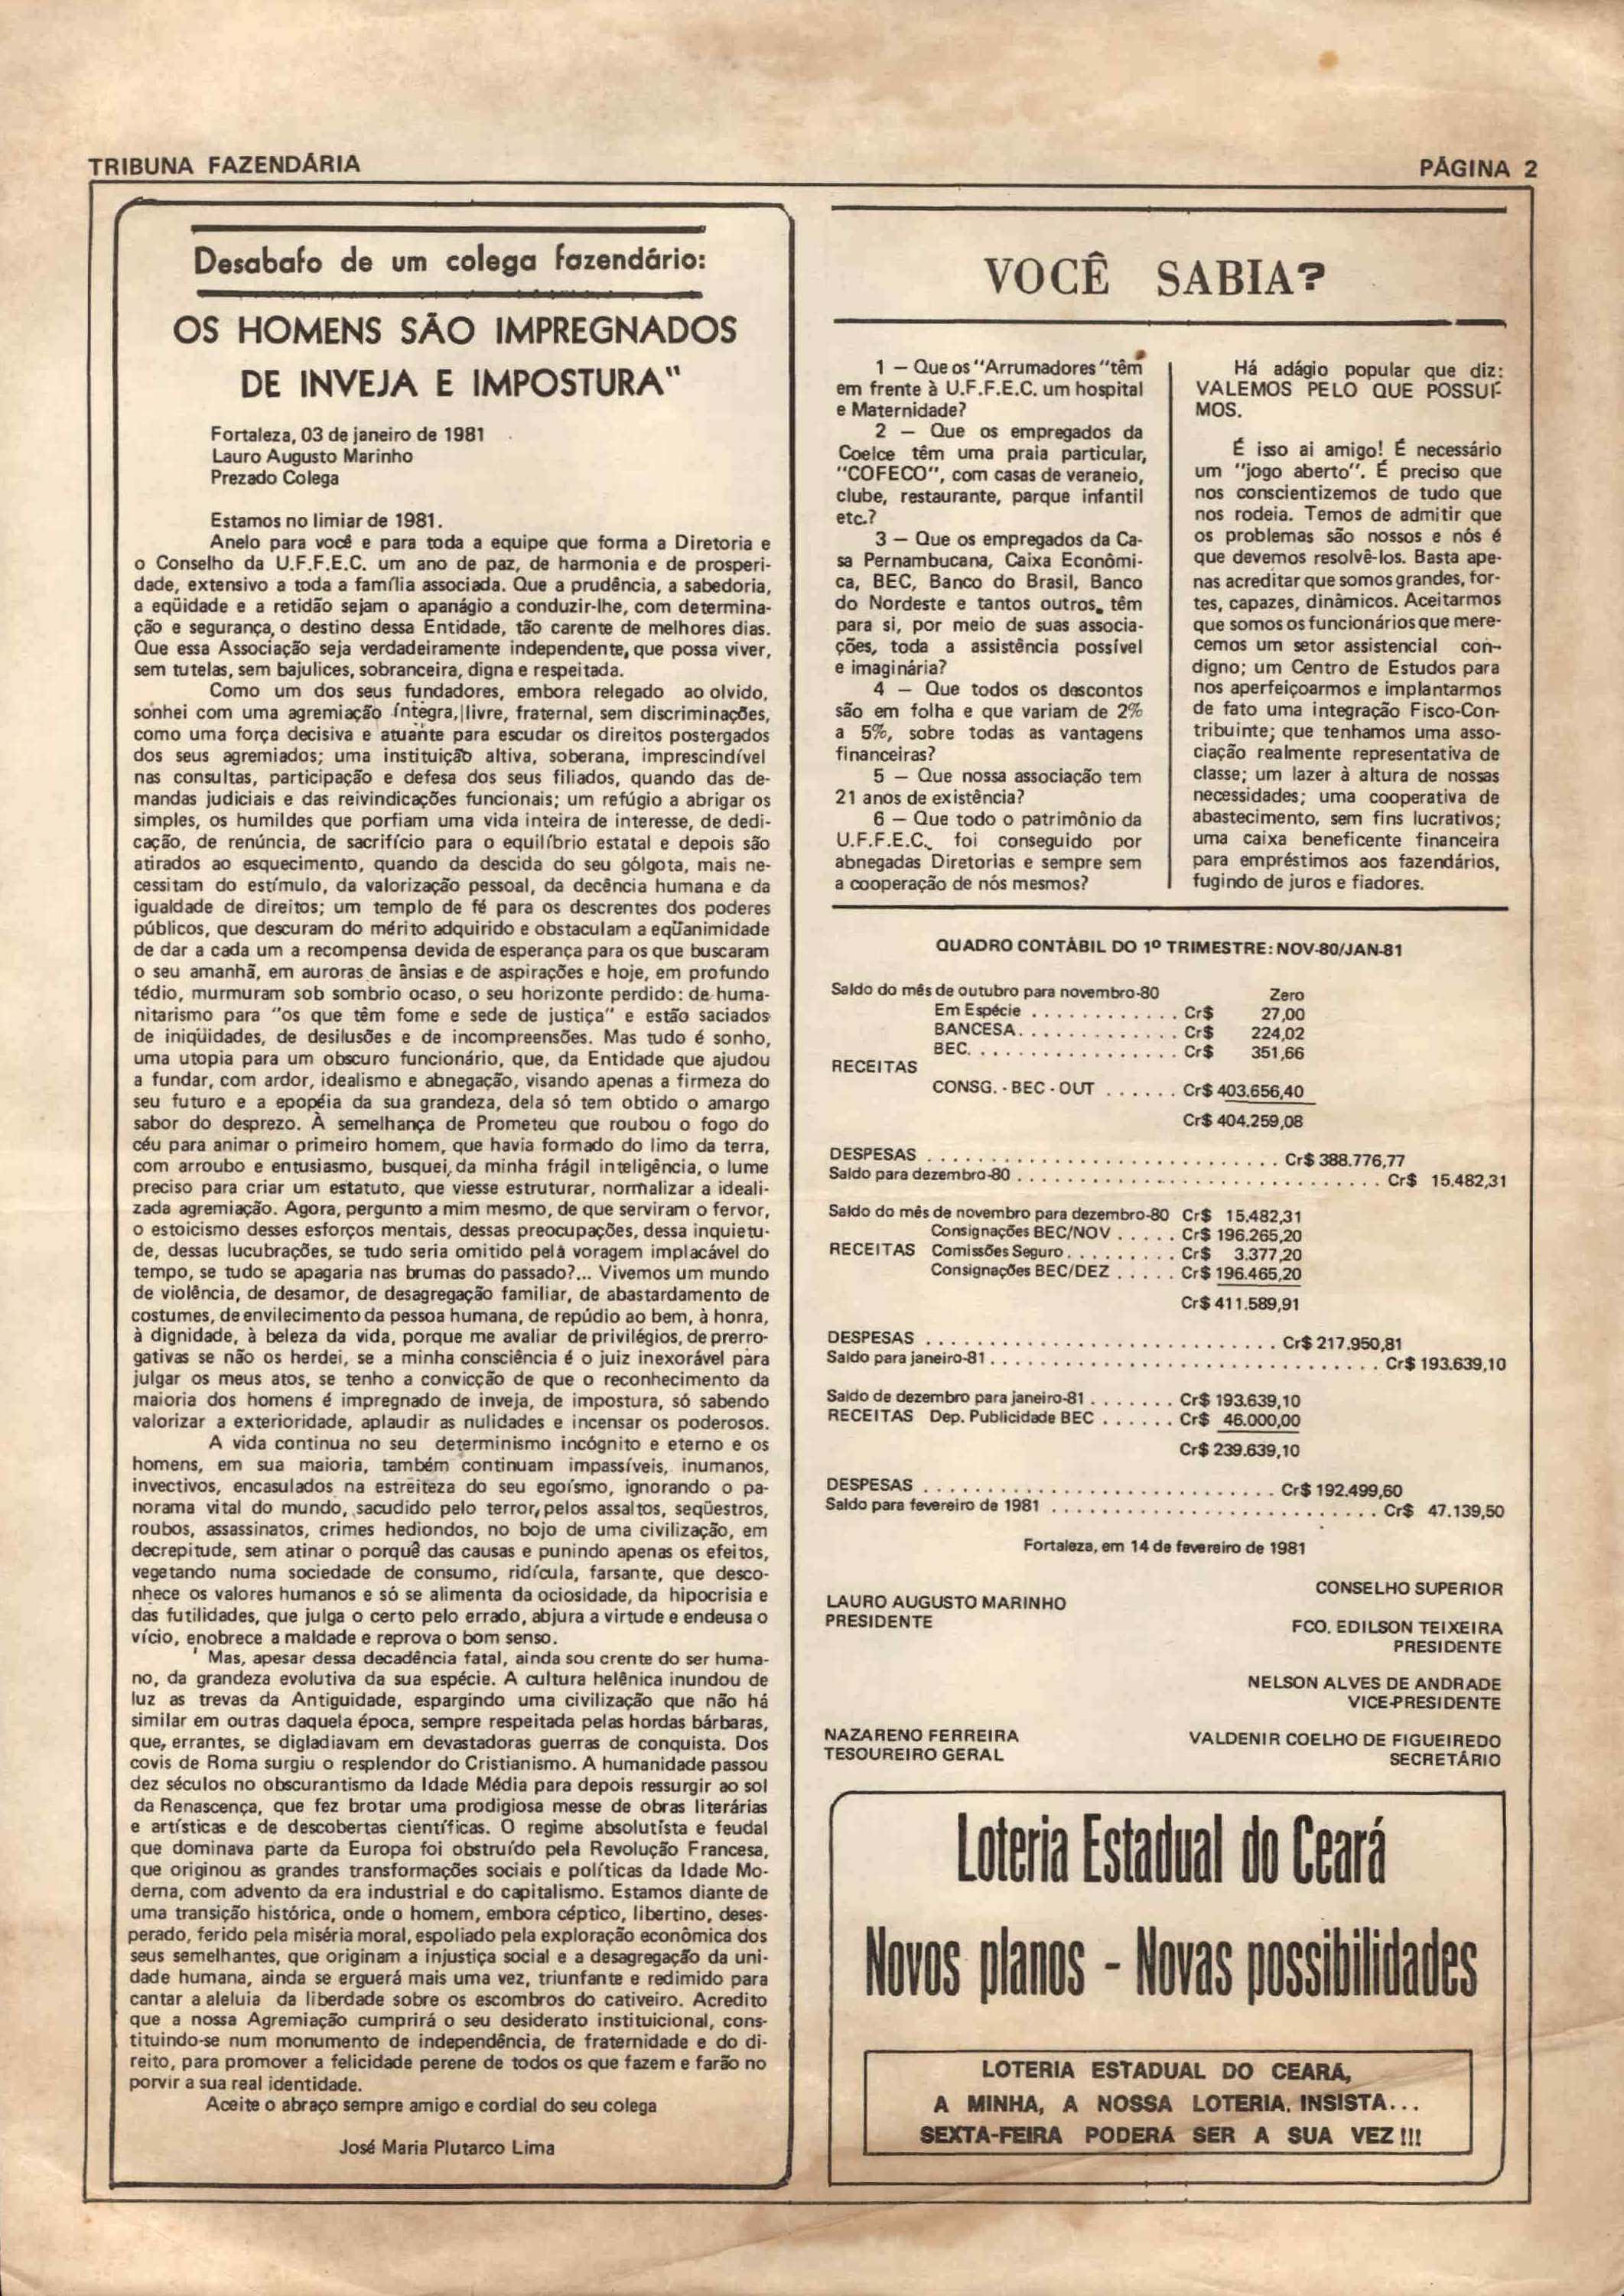 TRIBUNA FAZENDÁRIA
PÁGINA 2
Desabafo de um colega fazendário:
OS HOMENS SÃO IMPREGNADOS
DE INVEJA E IMPOSTURA"
Fortaleza, 03 de janeiro de 1981
Lauro Augusto Marinho
Prezado Colega
Estamos no limiar de 1981.
Anelo para você e para toda a equipe que forma a Diretoria e
o Conselho da U.F.F.E.C. um ano de paz, de harmonia e de prosperi-
dade, extensivo a toda a família associada. Que a prudência, a sabedoria,
a eqüidade e a retidão sejam o apanágio a conduzir-lhe, com determina-
ção e segurança, o destino dessa Entidade, tão carente de melhores dias.
Que essa Associação seja verdadeiramente independente, que possa viver,
sem tutelas, sem bajulices, sobranceira, digna e respeitada.
Como um dos seus fundadores, embora relegado ao olvido,
sonhei com uma agremiação íntegra, livre, fraternal, sem discriminações,
como uma força decisiva e atuante para escudar os direitos postergados
dos seus agremiados; uma instituição altiva, soberana, imprescindível
nas consultas, participação e defesa dos seus filiados, quando das de-
mandas judiciais e das reivindicações funcionais; um refúgio a abrigar os
simples, os humildes que porfiam uma vida inteira de interesse, de dedi-
cação, de renúncia, de sacrifício para o equilíbrio estatal e depois são
atirados ao esquecimento, quando da descida do seu gólgota, mais ne-
cessitam do estímulo, da valorização pessoal, da decência humana e da
igualdade de direitos; um templo de fé para os descrentes dos poderes
públicos, que descuram do mérito adquirido e obstaculam a eqüanimidade
de dar a cada um a recompensa devida de esperança para os que buscaram
o seu amanhã, em auroras de ânsias e de aspirações e hoje, em profundo
tédio, murmuram sob sombrio ocaso, o seu horizonte perdido: de huma-
nitarismo para "os que têm fome e sede de justiça" e estão saciados
de iniqüidades, de desilusões e de incompreensões. Mas tudo é sonho,
uma utopia para um obscuro funcionário, que, da Entidade que ajudou
a fundar, com ardor, idealismo e abnegação, visando apenas a firmeza do
seu futuro e a epopéia da sua grandeza, dela só tem obtido o amargo
sabor do desprezo. À semelhança de Prometeu que roubou o fogo do
céu para animar o primeiro homem, que havia formado do limo da terra,
com arroubo e entusiasmo, busquei, da minha frágil inteligência, o lume
preciso para criar um estatuto, que viesse estruturar, normalizar a ideali-
zada agremiação. Agora, pergunto a mim mesmo, de que serviram o fervor,
o estoicismo desses esforços mentais, dessas preocupações, dessa inquietu-
de, dessas lucubrações, se tudo seria omitido pela voragem implacável do
tempo, se tudo se apagaria nas brumas do passado?... Vivemos um mundo
de violência, de desamor, de desagregação familiar, de abastardamento de
costumes, de envilecimento da pessoa humana, de repúdio ao bem, à honra,
à dignidade, à beleza da vida, porque me avaliar de privilégios, de prerro-
gativas se não os herdei, se a minha consciência é o juiz inexorável para
julgar os meus atos, se tenho a convicção de que o reconhecimento da
maioria dos homens é impregnado de inveja, de impostura, só sabendo
valorizar a exterioridade, aplaudir as nulidades e incensar os poderosos.
A vida continua no seu determinismo incógnito e eterno e os
homens, em sua maioria, também continuam impassíveis, inumanos,
invectivos, encasulados na estreiteza do seu egoísmo, ignorando o pa-
norama vital do mundo, sacudido pelo terror, pelos assaltos, seqüestros,
roubos, assassinatos, crimes hediondos, no bojo de uma civilização, em
decrepitude, sem atinar o porquê das causas e punindo apenas os efeitos,
vegetando numa sociedade de consumo, ridícula, farsante, que desco-
nhece os valores humanos e só se alimenta da ociosidade, da hipocrisia e
das futilidades, que julga o certo pelo errado, abjura a virtude e endeusa o
vício, enobrece a maldade e reprova o bom senso.
Mas, apesar dessa decadência fatal, ainda sou crente do ser huma-
no, da grandeza evolutiva da sua espécie. A cultura helênica inundou de
luz as trevas da Antiguidade, espargindo uma civilização que não há
similar em outras daquela época, sempre respeitada pelas hordas bárbaras,
que, errantes, se digladiavam em devastadoras guerras de conquista. Dos
covis de Roma surgiu o resplendor do Cristianismo. A humanidade passou
dez séculos no obscurantismo da Idade Média para depois ressurgir ao sol
da Renascença, que fez brotar uma prodigiosa messe de obras literárias
e artísticas e de descobertas científicas. O regime absolutista e feudal
que dominava parte da Europa foi obstruído pela Revolução Francesa,
que originou as grandes transformações sociais e políticas da Idade Mo-
derna, com advento da era industrial e do capitalismo. Estamos diante de
uma transição histórica, onde o homem, embora céptico, libertino, deses-
perado, ferido pela miséria moral, espoliado pela exploração econômica dos
seus semelhantes, que originam a injustiça social e a desagregação da uni-
dade humana, ainda se erguerá mais uma vez, triunfante e redimido para
cantar a aleluia da liberdade sobre os escombros do cativeiro. Acredito
que a nossa Agremiação cumprirá o seu desiderato instituicional, cons-
tituindo-se num monumento de independência, de fraternidade e do di-
reito, para promover a felicidade perene de todos os que fazem e farão no
porvir a sua real identidade.
Aceite o abraço sempre amigo e cordial do seu colega
José Maria Plutarco Lima
VOCÊ SABIA?
1 — Que os "Arrumadores "têm
em frente à U.F.F.E.C. um hospital
e Maternidade?
2 — Que os empregados da
Coelce têm uma praia particular,
"COFECO", com casas de veraneio,
clube, restaurante, parque infantil
etc.?
3 — Que os empregados da Ca-
sa Pernambucana, Caixa Econômi-
ca, BEC, Banco do Brasil, Banco
do Nordeste e tantos outros, têm
para si, por meio de suas associa-
ções, toda a assistência possível
e imaginária?
4 — Que todos os descontos
são em folha e que variam de 2%
a 5%, sobre todas as vantagens
financeiras?
5 — Que nossa associação tem
21 anos de existência?
6 — Que todo o patrimônio da
U.F.F.E.C. foi conseguido por
abnegadas Diretorias e sempre sem
a cooperação de nós mesmos?
Há adágio popular que diz:
VALEMOS PELO QUE POSSUÍ-
MOS.
É isso ai amigo! É necessário
um "jogo aberto". É preciso que
nos conscientizemos de tudo que
nos rodeia. Temos de admitir que
os problemas são nossos e nós é
que devemos resolvê-los. Basta ape-
nas acreditar que somos grandes, for-
tes, capazes, dinâmicos. Aceitarmos
que somos os funcionários que mere-
cemos um setor assistencial con-
digno; um Centro de Estudos para
nos aperfeiçoarmos e implantarmos
de fato uma integração Fisco-Con-
tribuinte; que tenhamos uma asso-
ciação realmente representativa de
classe; um lazer à altura de nossas
necessidades; uma cooperativa de
abastecimento, sem fins lucrativos;
uma caixa beneficente financeira
para empréstimos aos fazendários,
fugindo de juros e fiadores.
QUADRO CONTÁBIL DO 1º TRIMESTRE: NOV-80/JAN-81
Saldo do mês de outubro para novembro-80 Zero
Em Espécie . . . . . . . . . . . . Cr$ 27,00
BANCESA. . . . . . . . . . . . . Cr$ 224,02
BEC. . . . . . . . . . . . . . . . . Cr$ 351,66
RECEITAS
CONSG. - BEC - OUT . . . . . . Cr$ 403.656,40
Cr$ 404.259,08
DESPESAS . . . . . . . . . . . . . . . . . . . . . . . . . . . . Cr$ 388.776,77
Saldo para dezembro-80 . . . . . . . . . . . . . . . . . . . . . . . . . . . . . Cr$ 15.482,31
Saldo do mês de novembro para dezembro-80 Cr$ 15.482,31
Consignações BEC/NOV . . . . . Cr$ 196.265,20
RECEITAS Comissões Seguro. . . . . . . . . Cr$ 3.377,20
Consignações BEC/DEZ . . . . . Cr$ 196.465,20
Cr$ 411.589,91
DESPESAS . . . . . . . . . . . . . . . . . . . . . . . . . . . . Cr$ 217.950,81
Saldo para janeiro-81. . . . . . . . . . . . . . . . . . . . . . . . . . . . . . . Cr$ 193.639,10
Saldo de dezembro para janeiro-81 . . . . . . . Cr$ 193.639,10
RECEITAS Dep. Publicidade BEC . . . . . . Cr$ 46.000,00
Cr$ 239.639,10
DESPESAS . . . . . . . . . . . . . . . . . . . . . . . . . . . . Cr$ 192.499,60
Saldo para fevereiro de 1981 . . . . . . . . . . . . . . . . . . . . . . . . . . Cr$ 47.139,50
Fortaleza, em 14 de fevereiro de 1981
LAURO AUGUSTO MARINHO
PRESIDENTE
CONSELHO SUPERIOR
FCO. EDILSON TEIXEIRA
PRESIDENTE
NELSON ALVES DE ANDRADE
VICE-PRESIDENTE
NAZARENO FERREIRA
TESOUREIRO GERAL
VALDENIR COELHO DE FIGUEIREDO
SECRETÁRIO
Loteria Estadual do Ceará
Novos planos - Novas possibilidades
LOTERIA ESTADUAL DO CEARÁ,
A MINHA, A NOSSA LOTERIA. INSISTA...
SEXTA-FEIRA PODERÁ SER A SUA VEZ !!!